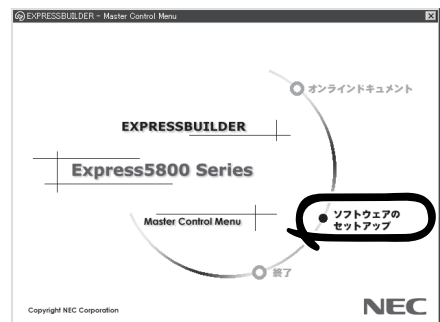 EXPRESSBUILDER - Master Control Menu
オンラインドキュメント
EXPRESSBUILDER
Express5800 Series
ソフトウェアの
セットアップ
Master Control Menu
終了
Copyright NEC Corporation
NEC